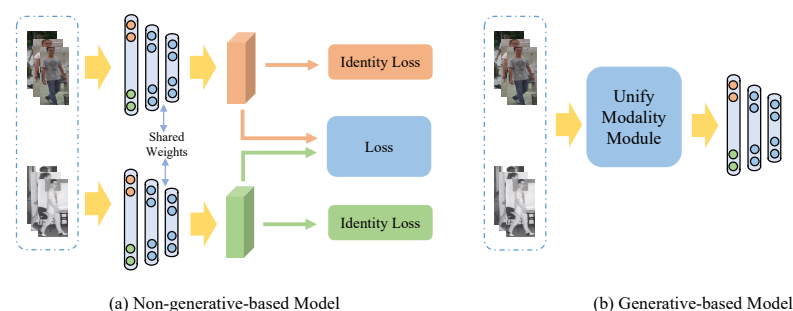 Identity Loss
Shared
Weights
Loss
Identity Loss
(a) Non-generative-based Model
Unify
Modality
Module
(b) Generative-based Model